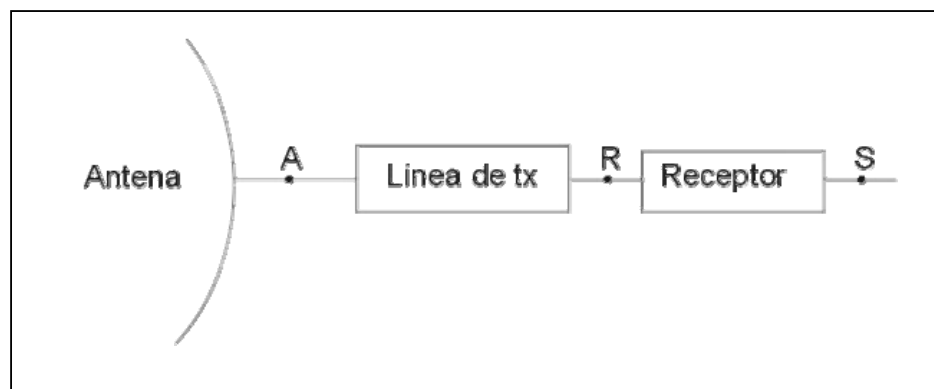 Antena
A
Linea de tx
R
Receptor
S